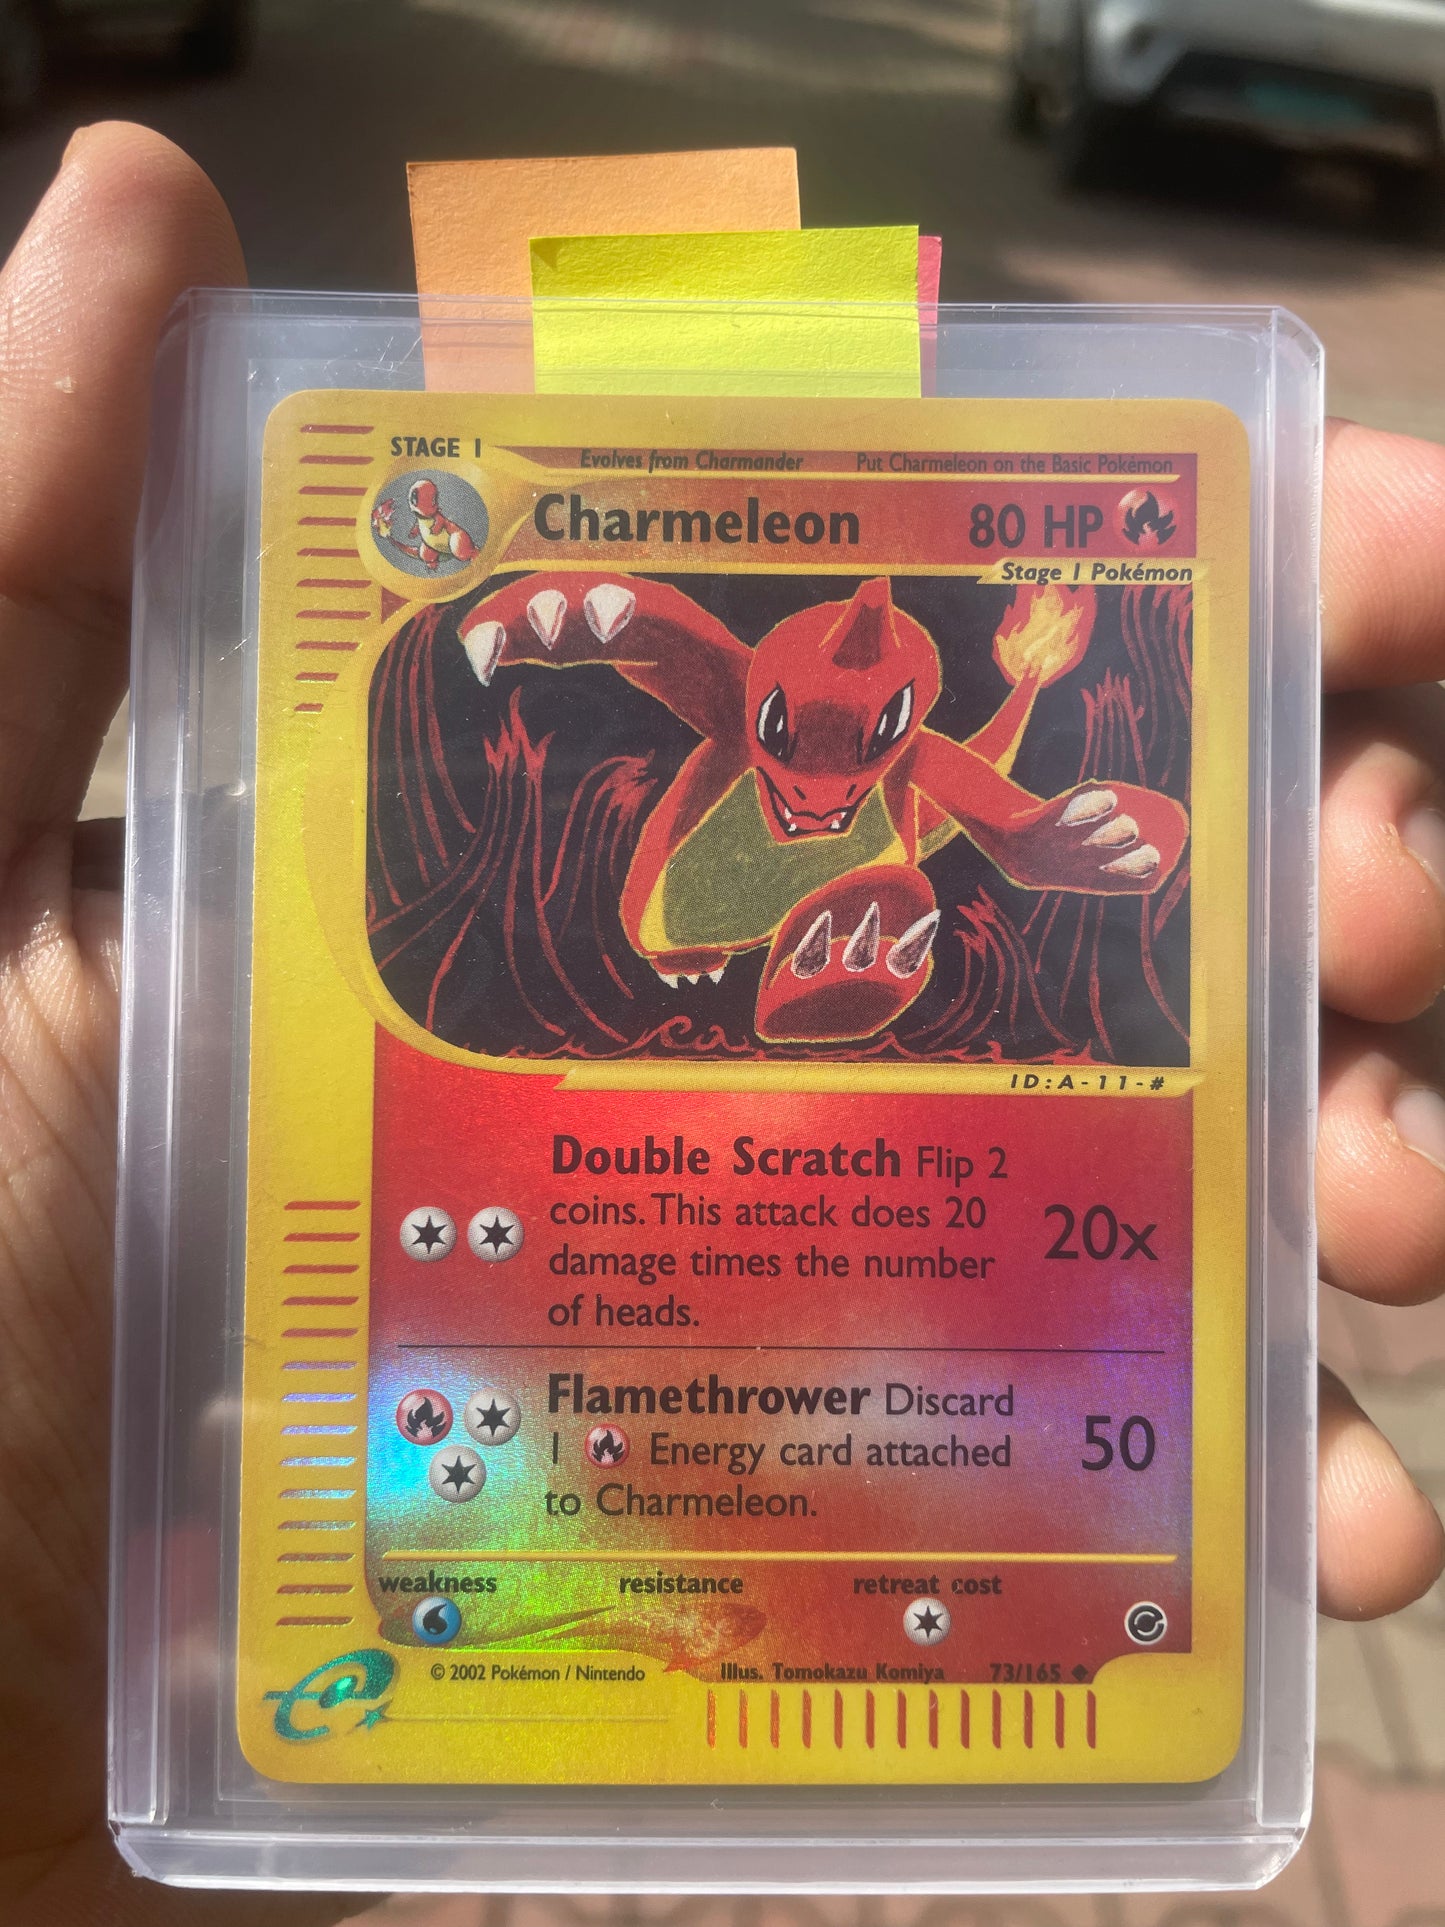 STAGE 1
Evolves from Charmander Put Charmeleon on the Basic Pokémon
Charmeleon 80 HP
Stage 1 Pokémon
ID:A-11-#
Double Scratch Flip 2
coins. This attack does 20
damage times the number
of heads.
20x
Flamethrower Discard
1 Energy card attached
to Charmeleon.
50
weakness resistance retreat cost
© 2002 Pokémon / Nintendo Illus. Tomokazu Komiya 73/165